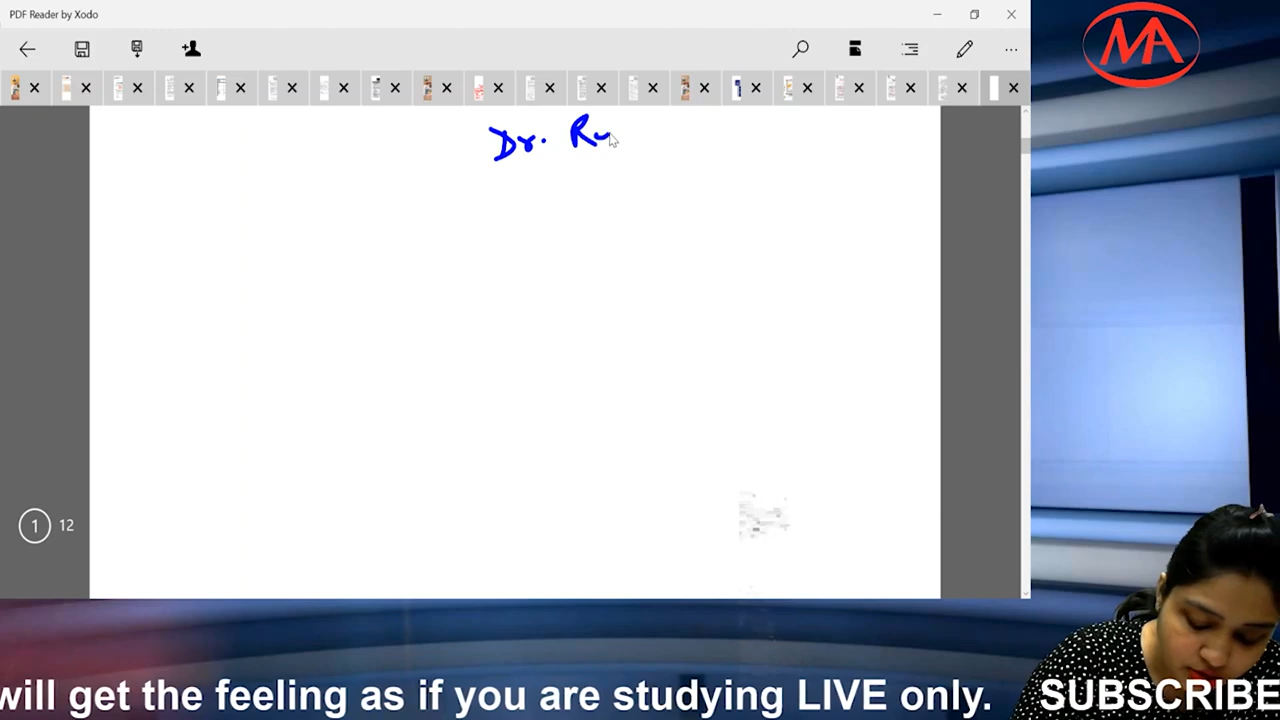 PDF Reader by Xodo
MA
Dr. Ru
1 12
will get the feeling as if you are studying LIVE only. SUBSCRIBE